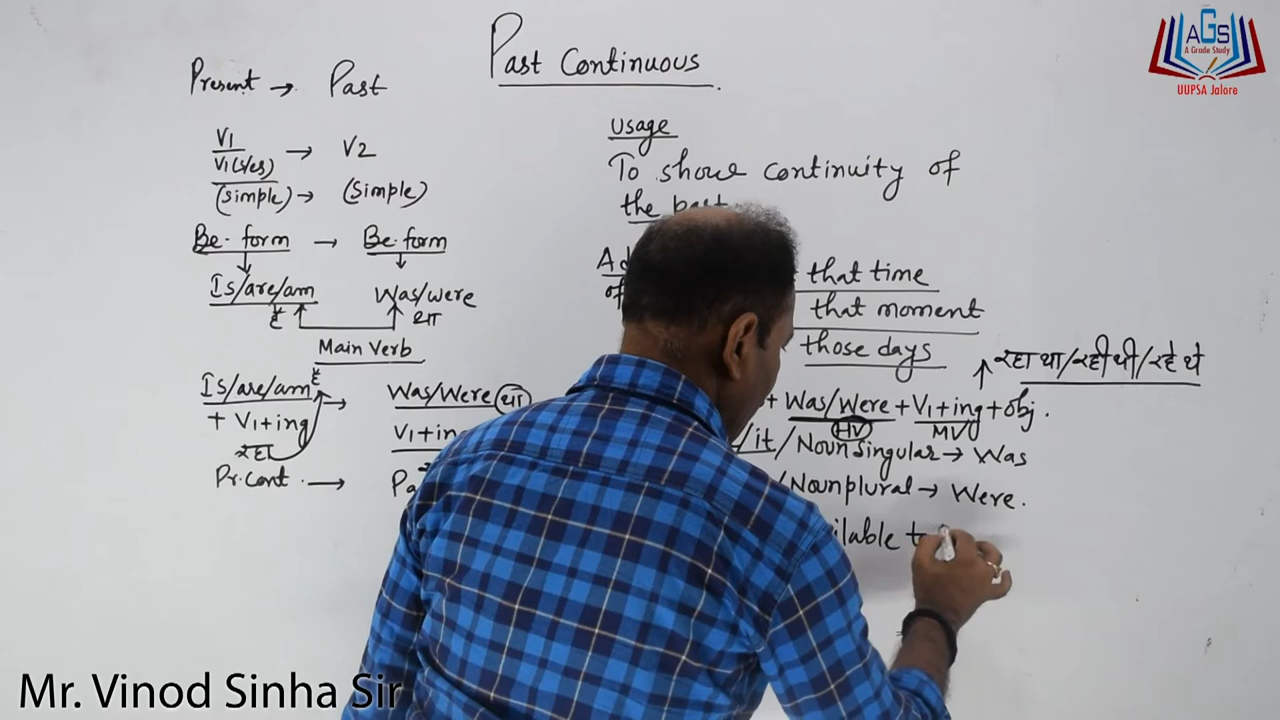 Past Continuous
Present → Past
V1
V1(s/es) → V2
(simple) → (simple)
Be-form → Be-form
Is/are/am Was/were
है था
Main Verb
है
Is/are/am → Was/Were था
+ V1+ing V1+in
रहा
Pr. Cont. → Pa
Usage
To show continuity of
the past
Ad that time
of that moment
those days
रहा था/रही थी/रहे थे
+ Was/Were + V1+ing + obj.
HV MV
/it/Noun singular → Was
/Noun plural → Were.
ilable t
AGS
A Grade Study
UUPSA Jalore
Mr. Vinod Sinha Sir